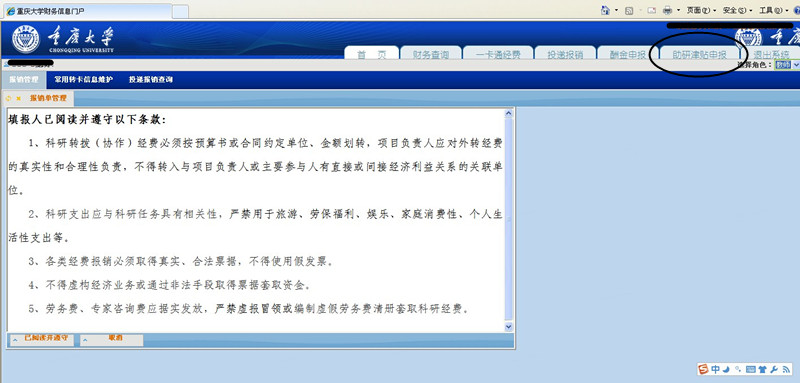 重庆大学财务信息门户
页面(P)
安全(S)
工具(O)
重庆大学
CHONGQING UNIVERSITY
重庆
首 页
财务查询
一卡通经费
投递报销
酬金申报
助研津贴申报
退出系统
选择角色:
报销管理
常用转卡信息维护
投递报销查询
报销单管理
填报人已阅读并遵守以下条款:
1、科研转拨(协作)经费必须按预算书或合同约定单位、金额划转,项目负责人应对外转经费
的真实性和合理性负责,不得转入与项目负责人或主要参与人有直接或间接经济利益关系的关联单
位。
2、科研支出应与科研任务具有相关性,严禁用于旅游、劳保福利、娱乐、家庭消费性、个人生
活性支出等。
3、各类经费报销必须取得真实、合法票据,不得使用假发票。
4、不得虚构经济业务或通过非法手段取得票据套取资金。
5、劳务费、专家咨询费应据实发放,严禁虚报冒领或编制虚假劳务费清册套取科研经费。
已阅读并遵守
取消
中